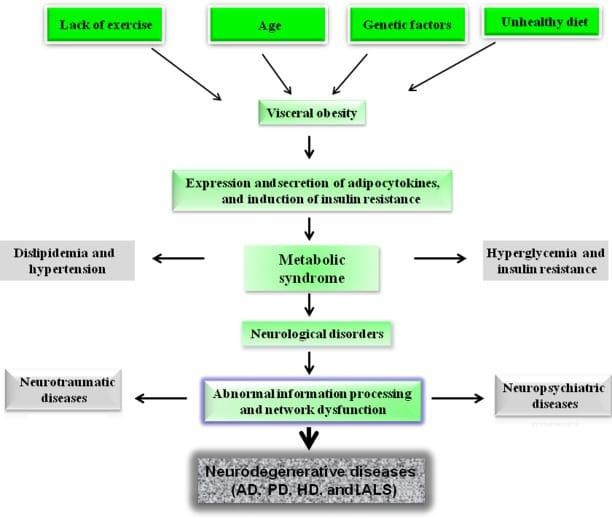 Lack of exercise
Age
Genetic factors
Unhealthy diet
Visceral obesity
Expression and secretion of adipocytokines,
and induction of insulin resistance
Dislipidemia and
hypertension
Metabolic
syndrome
Hyperglycemia and
insulin resistance
Neurological disorders
Neurotraumatic
diseases
Abnormal information processing
and network dysfunction
Neuropsychiatric
diseases
Neurodegenerative diseases
(AD, PD, HD, and ALS)